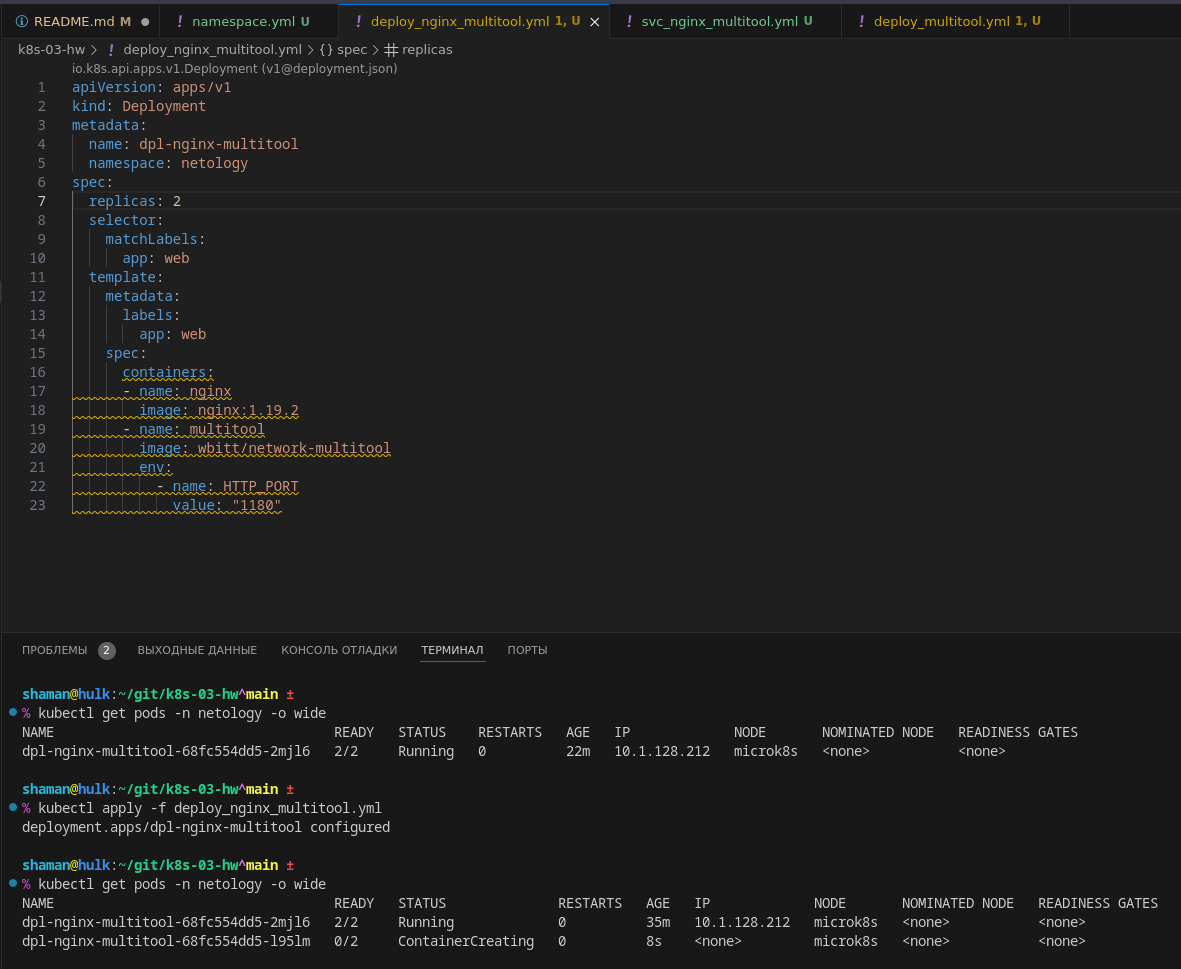 README.md M ● ! namespace.yml U ! deploy_nginx_multitool.yml 1, U × ! svc_nginx_multitool.yml U ! deploy_multitool.yml 1, U
k8s-03-hw > ! deploy_nginx_multitool.yml > {} spec > # replicas
io.k8s.api.apps.v1.Deployment (v1@deployment.json)
1 apiVersion: apps/v1
2 kind: Deployment
3 metadata:
4   name: dpl-nginx-multitool
5   namespace: netology
6 spec:
7   replicas: 2
8   selector:
9     matchLabels:
10       app: web
11   template:
12     metadata:
13       labels:
14         app: web
15     spec:
16       containers:
17       - name: nginx
18         image: nginx:1.19.2
19       - name: multitool
20         image: wbitt/network-multitool
21         env:
22           - name: HTTP_PORT
23             value: "1180"
ПРОБЛЕМЫ 2 ВЫХОДНЫЕ ДАННЫЕ КОНСОЛЬ ОТЛАДКИ ТЕРМИНАЛ ПОРТЫ
shaman@hulk:~/git/k8s-03-hw^main ±
% kubectl get pods -n netology -o wide
NAME READY STATUS RESTARTS AGE IP NODE NOMINATED NODE READINESS GATES
dpl-nginx-multitool-68fc554dd5-2mjl6 2/2 Running 0 22m 10.1.128.212 microk8s <none> <none>
shaman@hulk:~/git/k8s-03-hw^main ±
% kubectl apply -f deploy_nginx_multitool.yml
deployment.apps/dpl-nginx-multitool configured
shaman@hulk:~/git/k8s-03-hw^main ±
% kubectl get pods -n netology -o wide
NAME READY STATUS RESTARTS AGE IP NODE NOMINATED NODE READINESS GATES
dpl-nginx-multitool-68fc554dd5-2mjl6 2/2 Running 0 35m 10.1.128.212 microk8s <none> <none>
dpl-nginx-multitool-68fc554dd5-l95lm 0/2 ContainerCreating 0 8s <none> microk8s <none> <none>